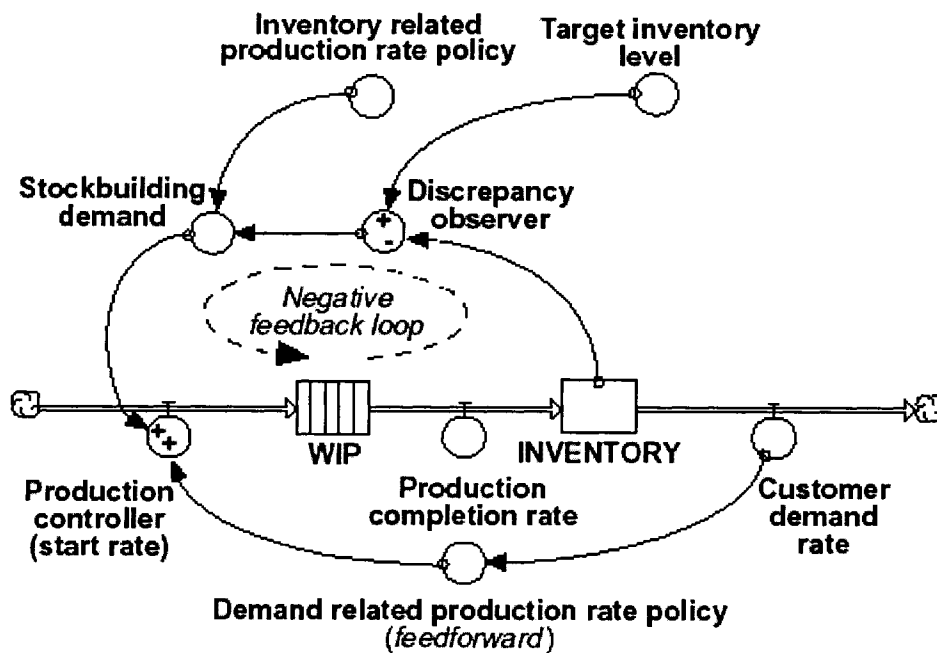 Inventory related
production rate policy
Target inventory
level
Stockbuilding
demand
Discrepancy
observer
+
-
Negative
feedback loop
+
+
WIP
INVENTORY
Production
controller
(start rate)
Production
completion rate
Customer
demand
rate
Demand related production rate policy
(feedforward)